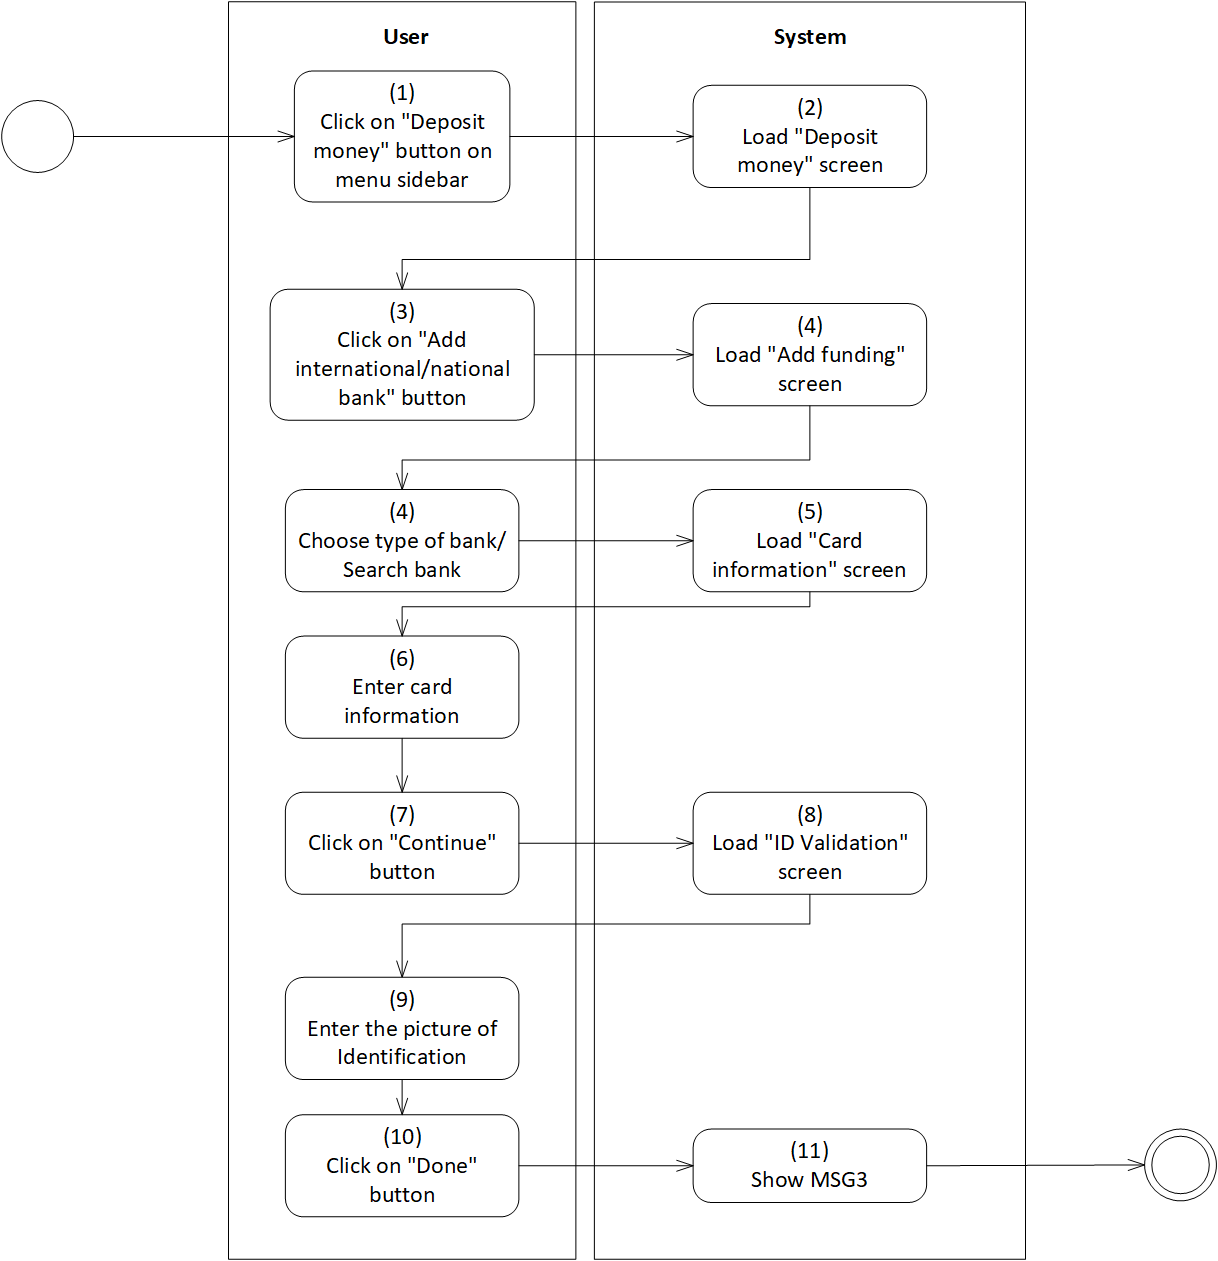 User
System
(1)
Click on "Deposit
money" button on
menu sidebar
(2)
Load "Deposit
money" screen
(3)
Click on "Add
international/national
bank" button
(4)
Load "Add funding"
screen
(4)
Choose type of bank/
Search bank
(5)
Load "Card
information" screen
(6)
Enter card
information
(7)
Click on "Continue"
button
(8)
Load "ID Validation"
screen
(9)
Enter the picture of
Identification
(10)
Click on "Done"
button
(11)
Show MSG3